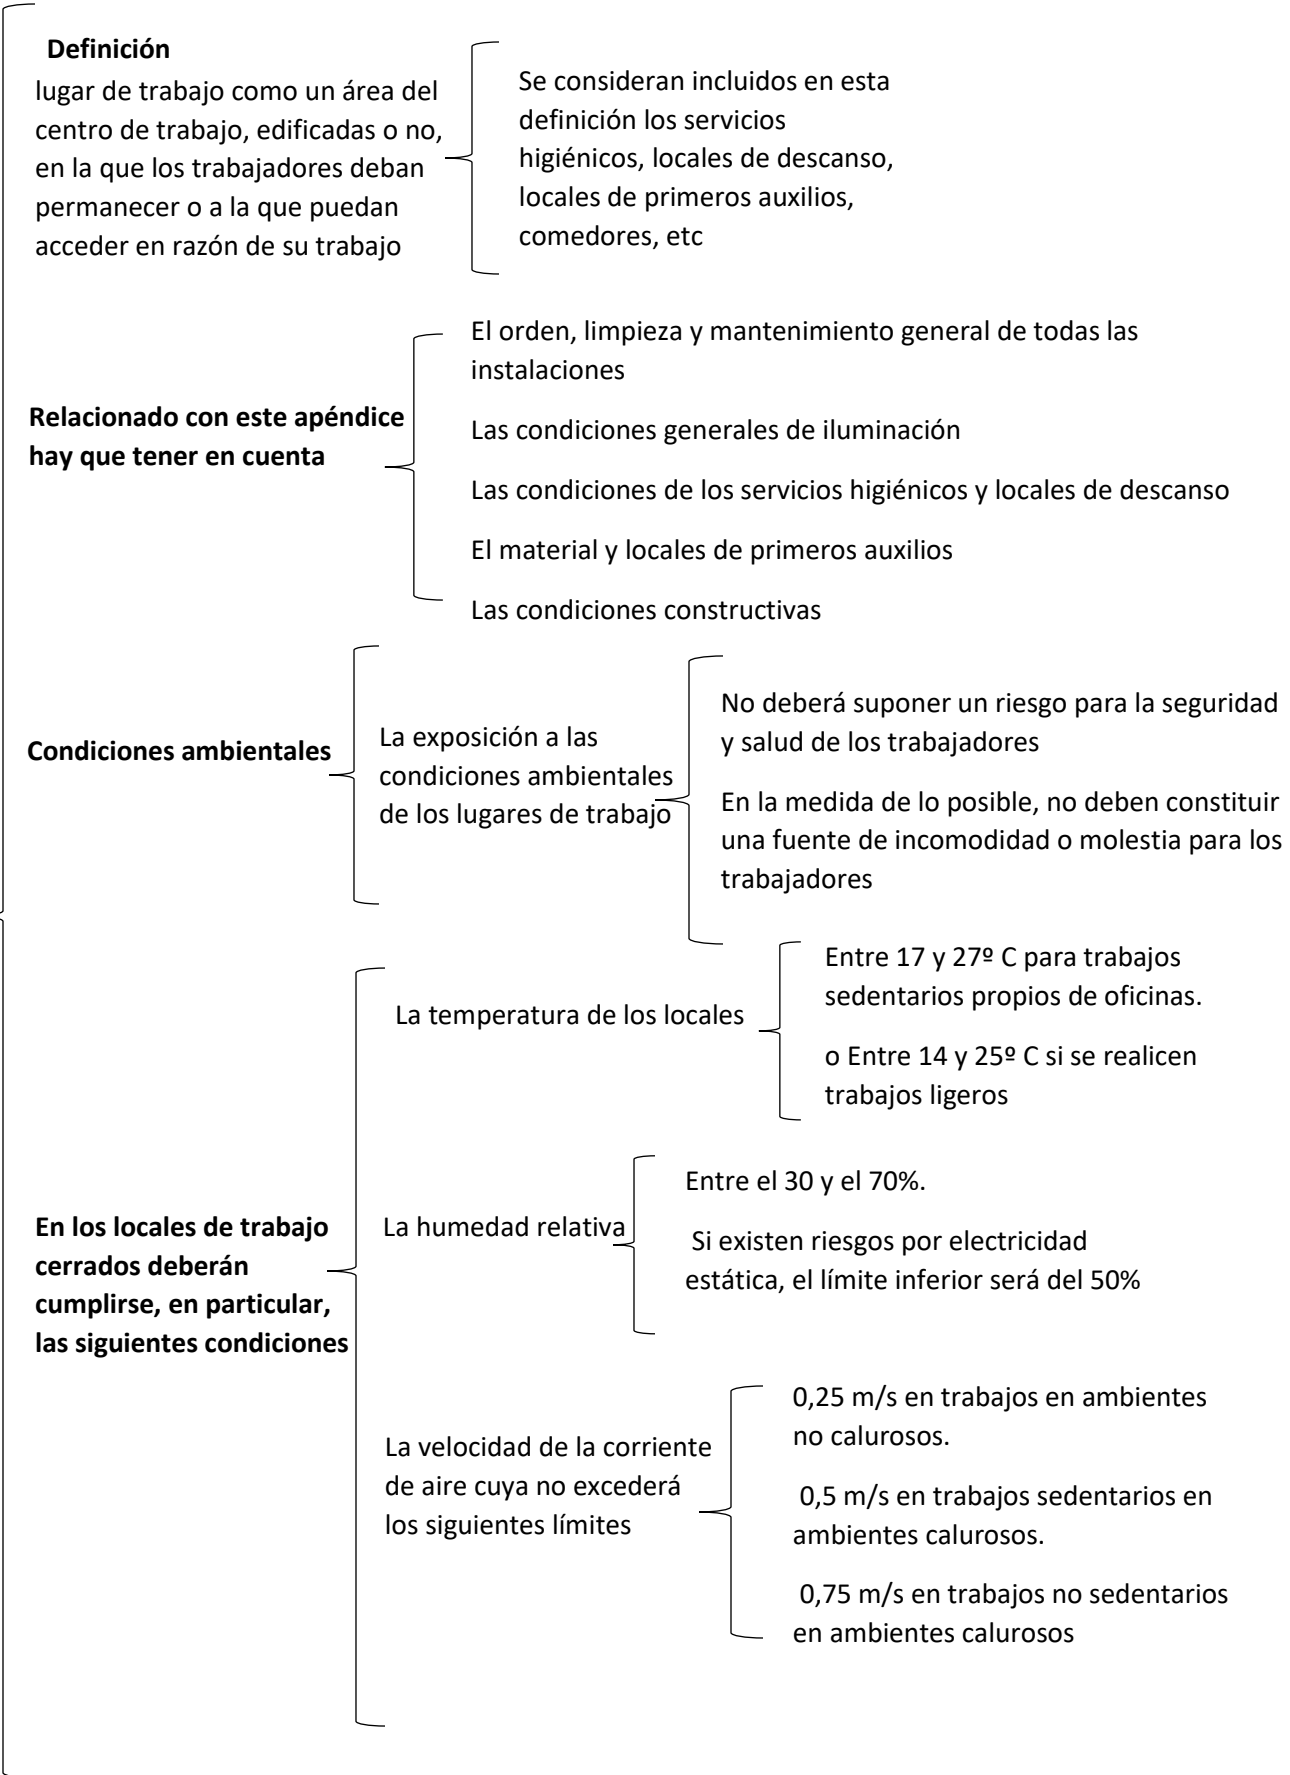 Definición
lugar de trabajo como un área del
centro de trabajo, edificadas o no,
en la que los trabajadores deban
permanecer o a la que puedan
acceder en razón de su trabajo
Se consideran incluidos en esta
definición los servicios
higiénicos, locales de descanso,
locales de primeros auxilios,
comedores, etc
Relacionado con este apéndice
hay que tener en cuenta
El orden, limpieza y mantenimiento general de todas las
instalaciones
Las condiciones generales de iluminación
Las condiciones de los servicios higiénicos y locales de descanso
El material y locales de primeros auxilios
Las condiciones constructivas
Condiciones ambientales
La exposición a las
condiciones ambientales
de los lugares de trabajo
No deberá suponer un riesgo para la seguridad
y salud de los trabajadores
En la medida de lo posible, no deben constituir
una fuente de incomodidad o molestia para los
trabajadores
En los locales de trabajo
cerrados deberán
cumplirse, en particular,
las siguientes condiciones
La temperatura de los locales
Entre 17 y 27º C para trabajos
sedentarios propios de oficinas.
o Entre 14 y 25º C si se realicen
trabajos ligeros
La humedad relativa
Entre el 30 y el 70%.
Si existen riesgos por electricidad
estática, el límite inferior será del 50%
La velocidad de la corriente
de aire cuya no excederá
los siguientes límites
0,25 m/s en trabajos en ambientes
no calurosos.
0,5 m/s en trabajos sedentarios en
ambientes calurosos.
0,75 m/s en trabajos no sedentarios
en ambientes calurosos